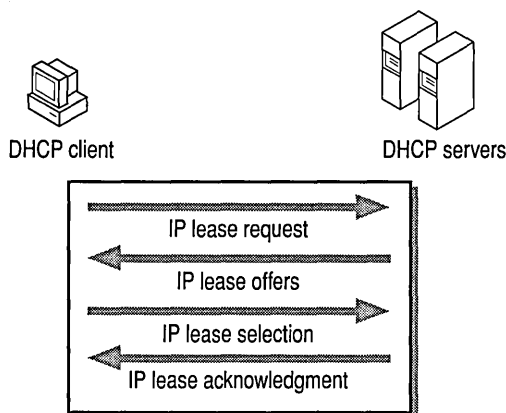 DHCP client
DHCP servers
IP lease request
IP lease offers
IP lease selection
IP lease acknowledgment